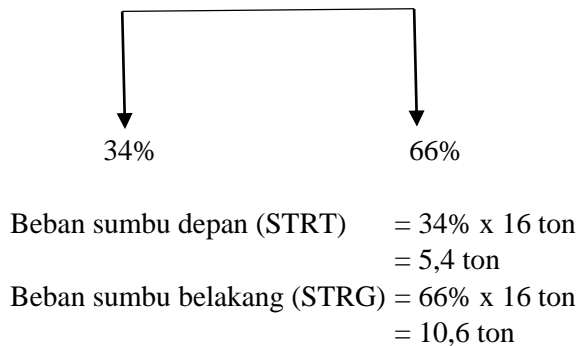 34% 66%
Beban sumbu depan (STRT) = 34% x 16 ton
= 5,4 ton
Beban sumbu belakang (STRG) = 66% x 16 ton
= 10,6 ton